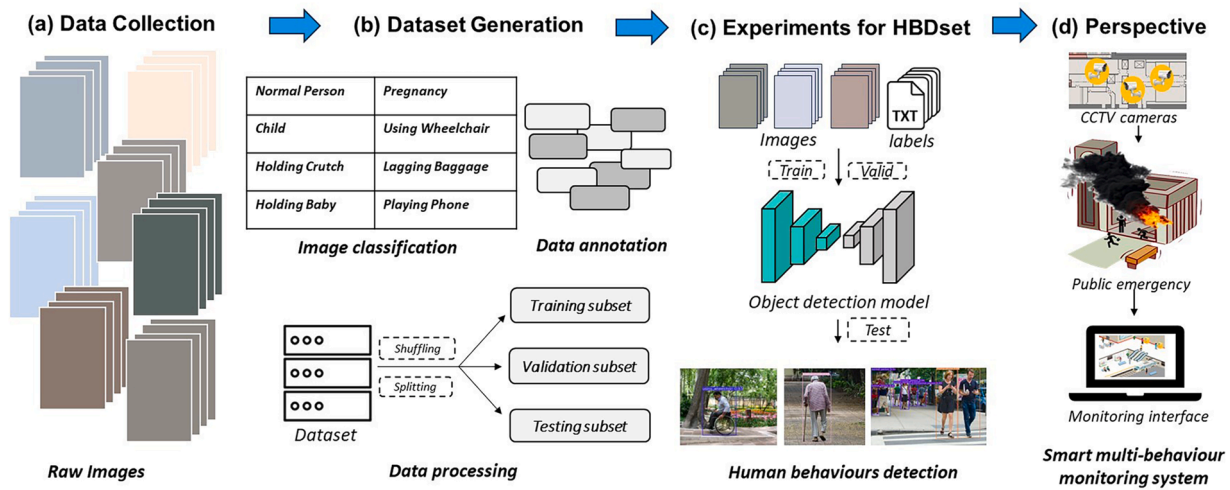 (a) Data Collection
(b) Dataset Generation
(c) Experiments for HBDset
(d) Perspective
Raw Images
Normal Person
Pregnancy
Child
Using Wheelchair
Holding Crutch
Lagging Baggage
Holding Baby
Playing Phone
Image classification
Data annotation
Dataset
Shuffling
Splitting
Training subset
Validation subset
Testing subset
Data processing
Images
TXT
labels
Train
Valid
Object detection model
Test
Human behaviours detection
CCTV cameras
Public emergency
Monitoring interface
Smart multi-behaviour
monitoring system